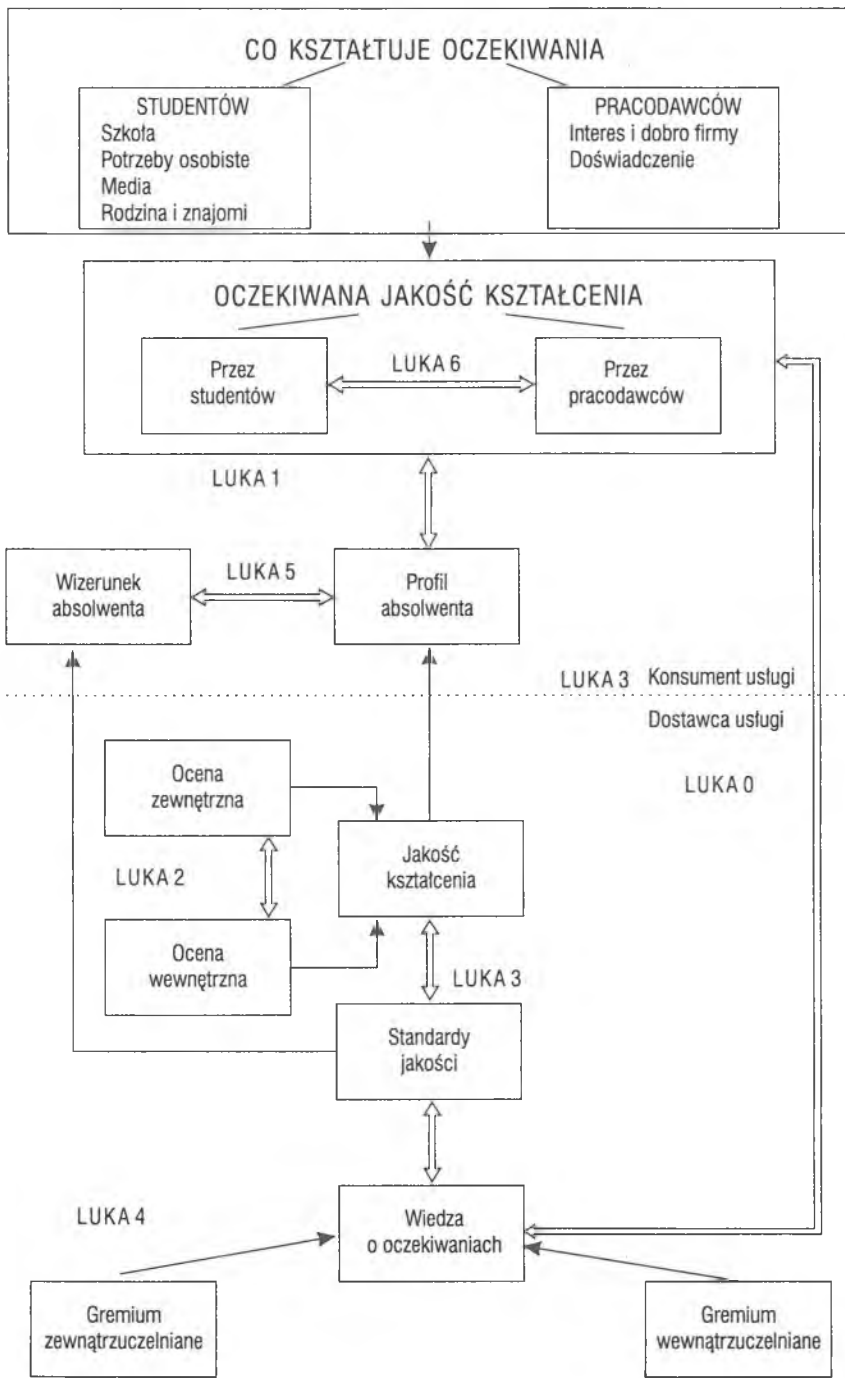 CO KSZTAŁTUJE OCZEKIWANIA
STUDENTÓW
Szkoła
Potrzeby osobiste
Media
Rodzina i znajomi
PRACODAWCÓW
Interes i dobro firmy
Doświadczenie
OCZEKIWANA JAKOŚĆ KSZTAŁCENIA
Przez
studentów
LUKA 6
Przez
pracodawców
LUKA 1
Wizerunek
absolwenta
LUKA 5
Profil
absolwenta
LUKA 3
Konsument usługi
Dostawca usługi
LUKA 0
Ocena
zewnętrzna
LUKA 2
Jakość
kształcenia
Ocena
wewnętrzna
LUKA 3
Standardy
jakości
LUKA 4
Wiedza
o oczekiwaniach
Gremium
zewnątrzuczelniane
Gremium
wewnątrzuczelniane